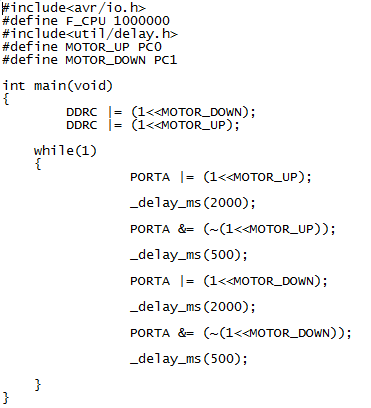 #include<avr/io.h>
#define F_CPU 1000000
#include<util/delay.h>
#define MOTOR_UP PC0
#define MOTOR_DOWN PC1
int main(void)
{
DDRC |= (1<<MOTOR_DOWN);
DDRC |= (1<<MOTOR_UP);
while(1)
{
PORTA |= (1<<MOTOR_UP);
_delay_ms(2000);
PORTA &= (~(1<<MOTOR_UP));
_delay_ms(500);
PORTA |= (1<<MOTOR_DOWN);
_delay_ms(2000);
PORTA &= (~(1<<MOTOR_DOWN));
_delay_ms(500);
}
}